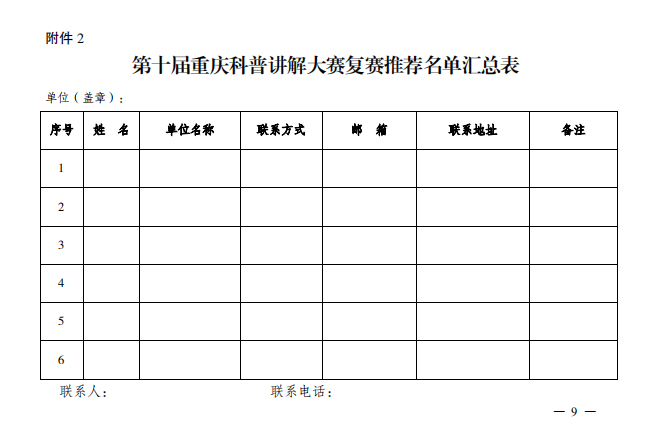 附件 2
第十届重庆科普讲解大赛复赛推荐名单汇总表
单位（盖章）：
序号 姓 名 单位名称 联系方式 邮 箱 联系地址 备注
1
2
3
4
5
6
联系人： 联系电话：
— 9 —